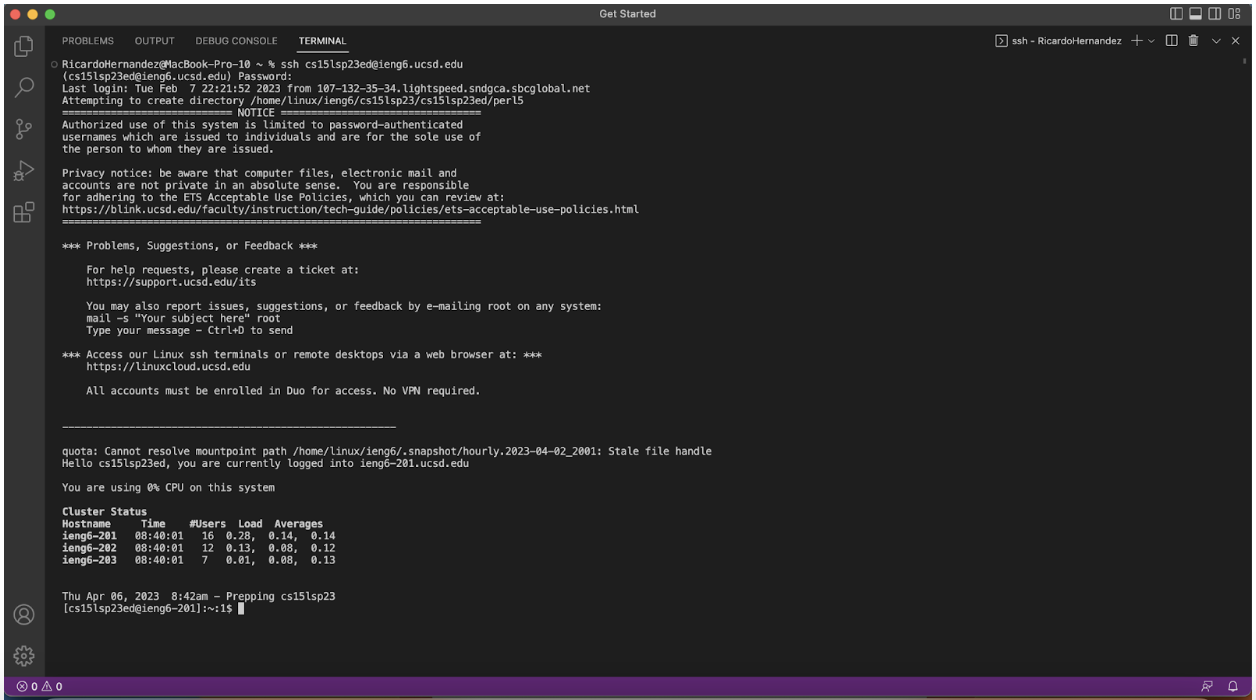 Get Started
PROBLEMS OUTPUT DEBUG CONSOLE TERMINAL ssh - RicardoHernandez
RicardoHernandez@MacBook-Pro-10 ~ % ssh cs15lsp23ed@ieng6.ucsd.edu
(cs15lsp23ed@ieng6.ucsd.edu) Password:
Last login: Tue Feb  7 22:21:52 2023 from 107-132-35-34.lightspeed.sndgca.sbcglobal.net
Attempting to create directory /home/linux/ieng6/cs15lsp23/cs15lsp23ed/perl5
============================ NOTICE =================================
Authorized use of this system is limited to password-authenticated
usernames which are issued to individuals and are for the sole use of
the person to whom they are issued.
Privacy notice: be aware that computer files, electronic mail and
accounts are not private in an absolute sense.  You are responsible
for adhering to the ETS Acceptable Use Policies, which you can review at:
https://blink.ucsd.edu/faculty/instruction/tech-guide/policies/ets-acceptable-use-policies.html
=====================================================================
*** Problems, Suggestions, or Feedback ***
For help requests, please create a ticket at:
https://support.ucsd.edu/its
You may also report issues, suggestions, or feedback by e-mailing root on any system:
mail -s "Your subject here" root
Type your message - Ctrl+D to send
*** Access our Linux ssh terminals or remote desktops via a web browser at: ***
https://linuxcloud.ucsd.edu
All accounts must be enrolled in Duo for access. No VPN required.
-------------------------------------------------------
quota: Cannot resolve mountpoint path /home/linux/ieng6/.snapshot/hourly.2023-04-02_2001: Stale file handle
Hello cs15lsp23ed, you are currently logged into ieng6-201.ucsd.edu
You are using 0% CPU on this system
Cluster Status
Hostname     Time    #Users  Load  Averages
ieng6-201   08:40:01   16  0.28,  0.14,  0.14
ieng6-202   08:40:01   12  0.13,  0.08,  0.12
ieng6-203   08:40:01   7   0.01,  0.08,  0.13
Thu Apr 06, 2023  8:42am - Prepping cs15lsp23
[cs15lsp23ed@ieng6-201]:~:1$
0 0